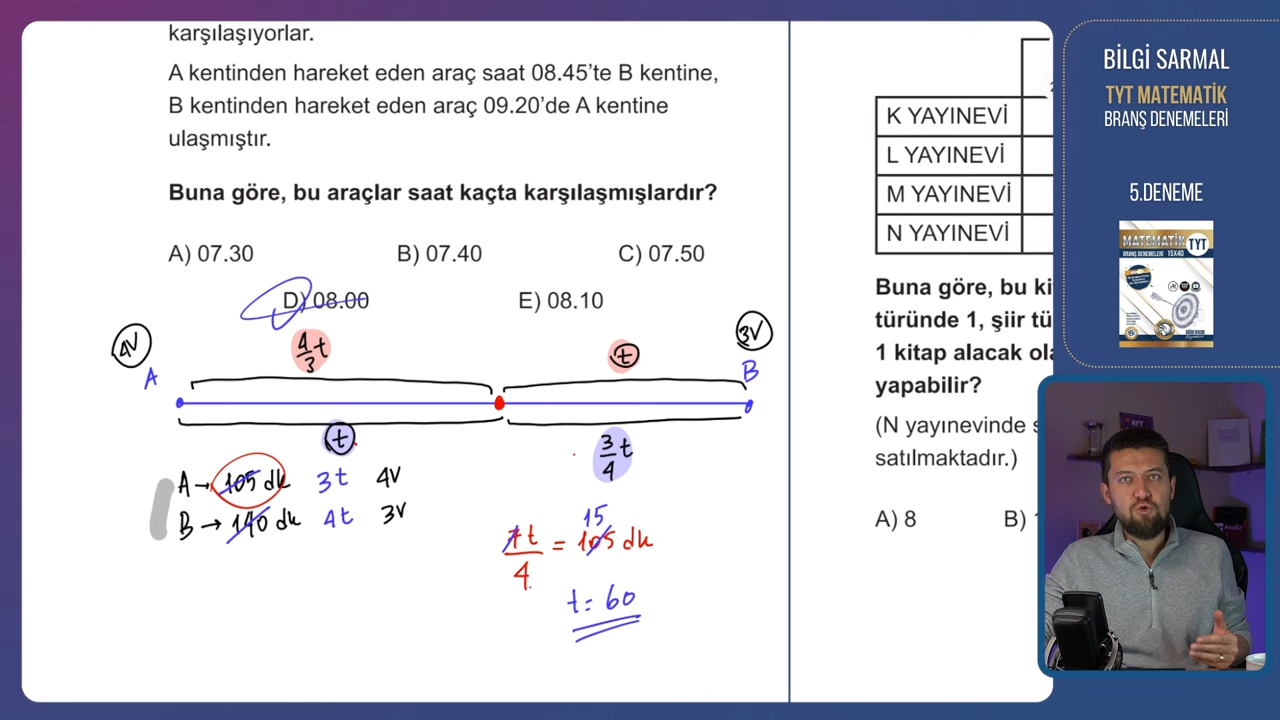 karşılaşıyorlar.
A kentinden hareket eden araç saat 08.45'te B kentine,
B kentinden hareket eden araç 09.20'de A kentine
ulaşmıştır.
Buna göre, bu araçlar saat kaçta karşılaşmışlardır?
A) 07.30 B) 07.40 C) 07.50
D) 08.00 E) 08.10
4V 4/3 t t 3V
A B
t 3/4 t
A → 105 dk 3t 4V
B → 140 dk 4t 3V
15
7t/4 = 105 dk
t = 60
K YAYINEVİ
L YAYINEVİ
M YAYINEVİ
N YAYINEVİ
Buna göre, bu ki
türünde 1, şiir tü
1 kitap alacak ola
yapabilir?
(N yayınevinde s
satılmaktadır.)
A) 8 B)
BİLGİ SARMAL
TYT MATEMATİK
BRANŞ DENEMELERİ
5.DENEME
MATEMATİK TYT
BRANŞ DENEMELERİ 15X40